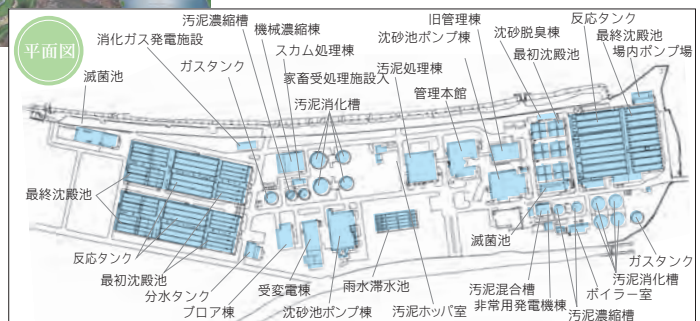 平面図
汚泥濃縮槽
機械濃縮棟
消化ガス発電施設
スカム処理棟
ガスタンク
家畜受処理施設入
滅菌池
汚泥消化槽
旧管理棟
沈砂池ポンプ棟
汚泥処理棟
管理本館
沈砂脱臭棟
最初沈殿池
反応タンク
最終沈殿池
場内ポンプ場
最終沈殿池
反応タンク
最初沈殿池
分水タンク
ブロア棟
受変電棟
沈砂池ポンプ棟
雨水滞水池
汚泥ホッパ室
滅菌池
汚泥混合槽
非常用発電機棟
汚泥濃縮槽
ボイラー室
汚泥消化槽
ガスタンク